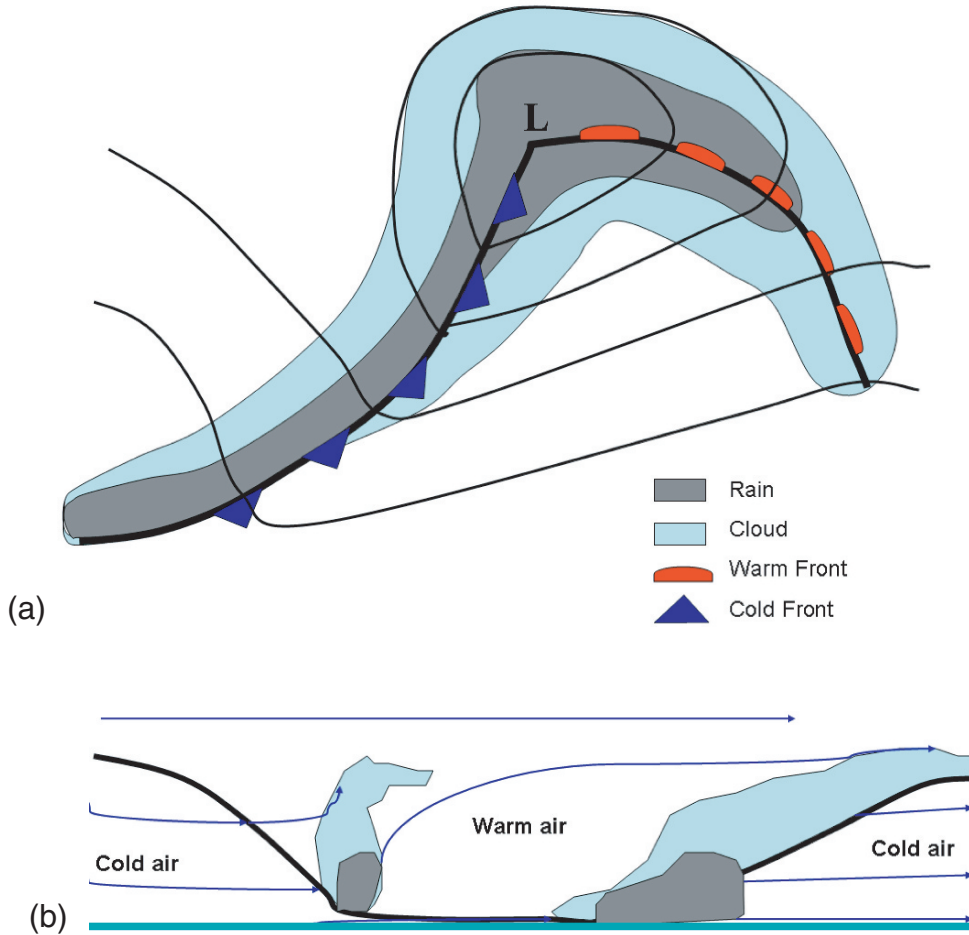 L
Rain
Cloud
Warm Front
Cold Front
(a)
Warm air
Cold air
Cold air
(b)